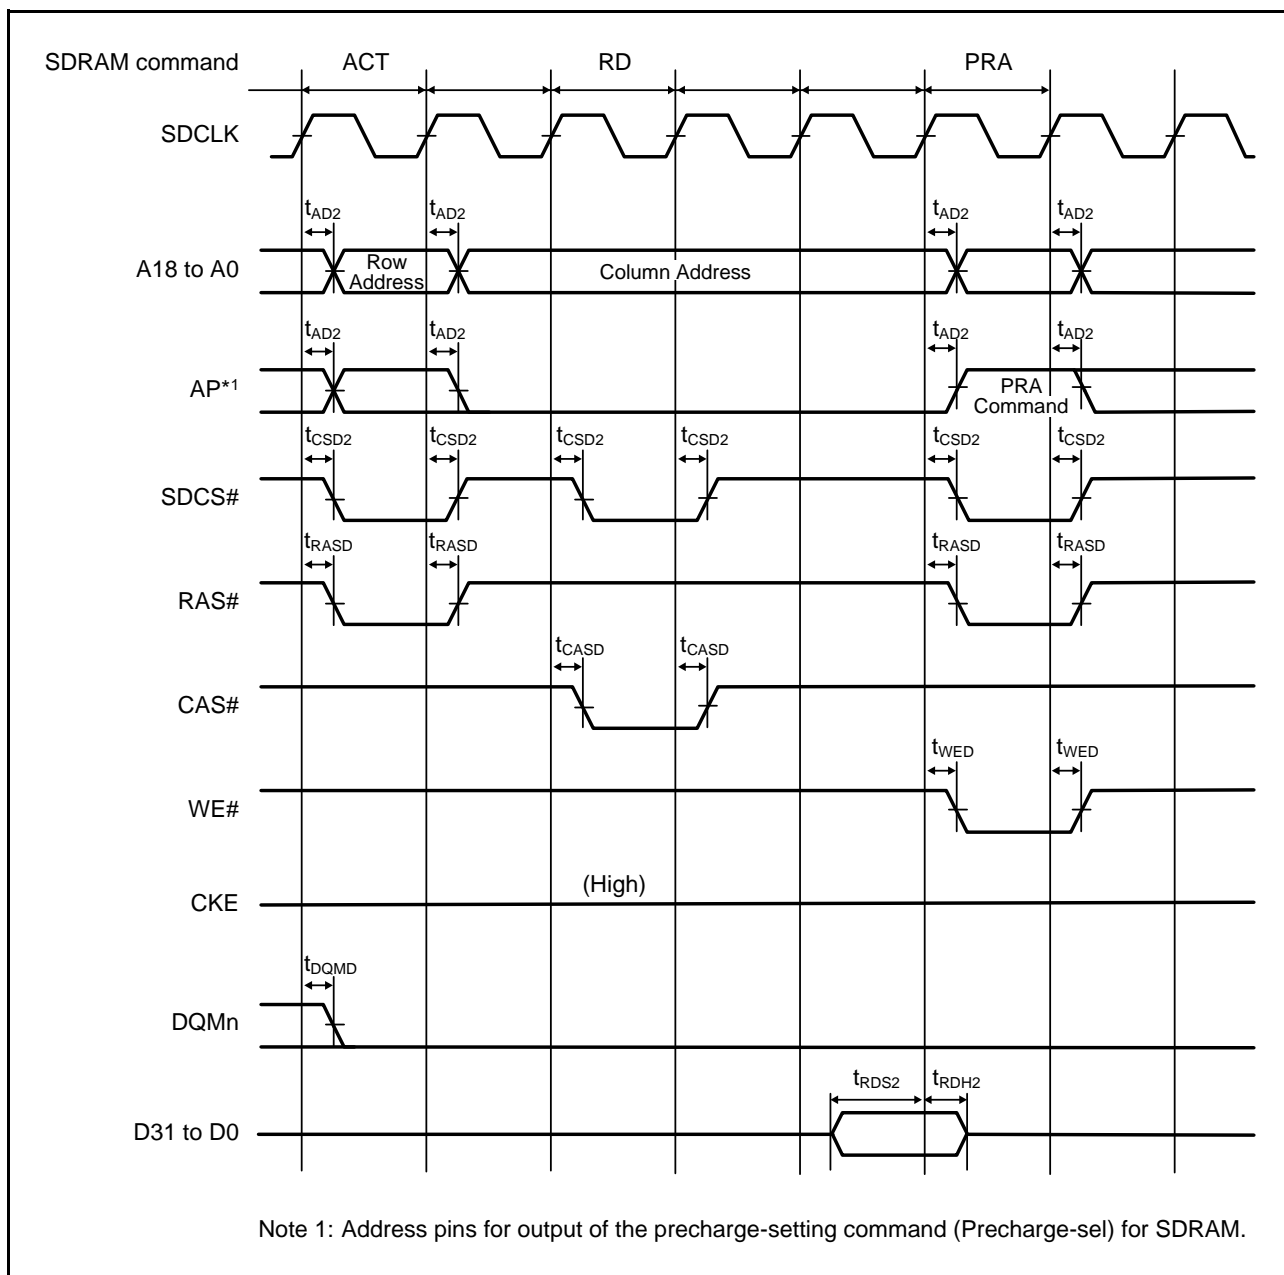 SDRAM command ACT RD PRA
SDCLK
tAD2 tAD2 tAD2 tAD2
A18 to A0 Row Address Column Address
tAD2 tAD2 tAD2 tAD2
AP*1 PRA Command
tCSD2 tCSD2 tCSD2 tCSD2 tCSD2 tCSD2
SDCS#
tRASD tRASD tRASD tRASD
RAS#
tCASD tCASD
CAS#
tWED tWED
WE#
(High)
CKE
tDQMD
DQMn
tRDS2 tRDH2
D31 to D0
Note 1: Address pins for output of the precharge-setting command (Precharge-sel) for SDRAM.